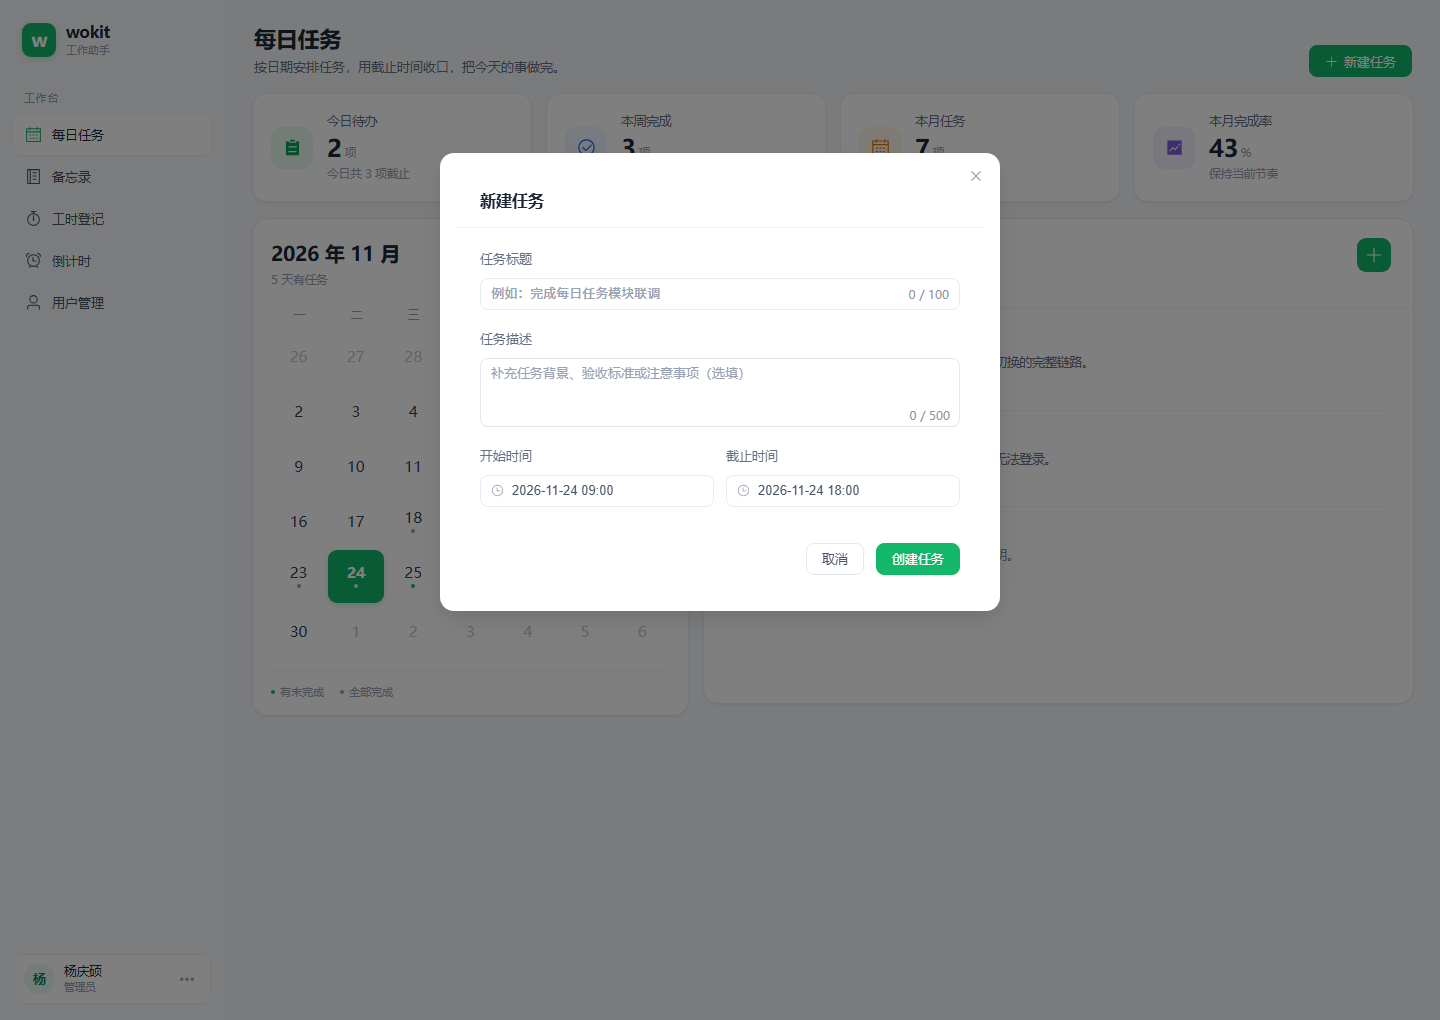 w
wokit
工作助手
工作台
每日任务
备忘录
工时登记
倒计时
用户管理
杨
杨庆硕
管理员
每日任务
按日期安排任务，用截止时间收口，把今天的事做完。
新建任务
今日待办
2 项
今日共 3 项截止
本周完成
3 项
本月任务
7 项
本月完成率
43 %
保持当前节奏
2026 年 11 月
5 天有任务
一 二 三
26 27 28
2 3 4
9 10 11
16 17 18
23 24 25
30 1 2 3 4 5 6
有未完成 全部完成
切换的完整链路。
无法登录。
明。
新建任务
任务标题
例如：完成每日任务模块联调 0 / 100
任务描述
补充任务背景、验收标准或注意事项（选填）
0 / 500
开始时间 截止时间
2026-11-24 09:00 2026-11-24 18:00
取消 创建任务